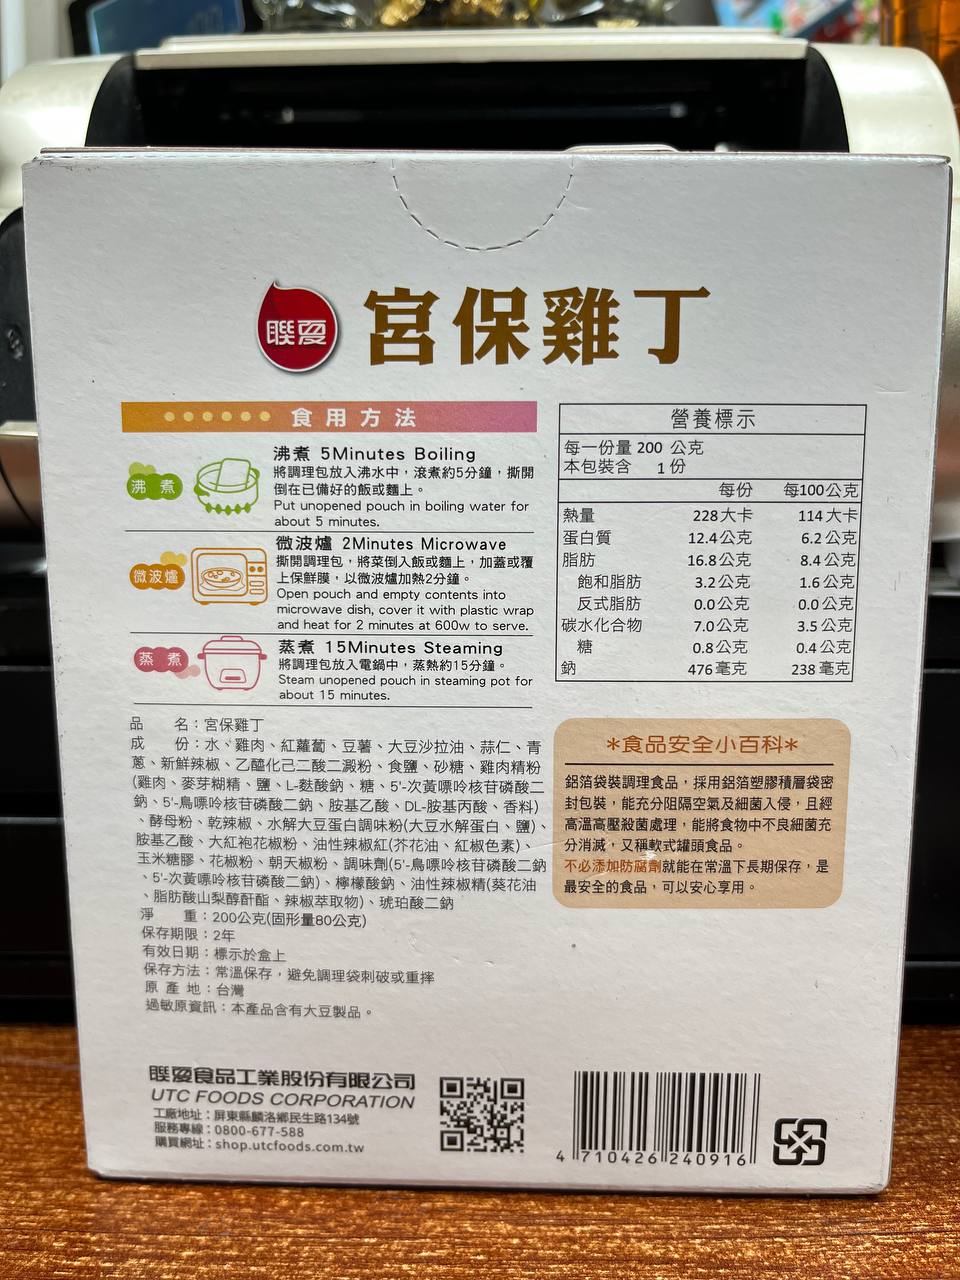 聯夏
宮保雞丁
食用方法
沸煮
沸煮 5Minutes Boiling
將調理包放入沸水中，滾煮約5分鐘，撕開
倒在已備好的飯或麵上。
Put unopened pouch in boiling water for
about 5 minutes.
微波爐
微波爐 2Minutes Microwave
撕開調理包，將菜倒入飯或麵上，加蓋或覆
上保鮮膜，以微波爐加熱2分鐘。
Open pouch and empty contents into
microwave dish, cover it with plastic wrap
and heat for 2 minutes at 600w to serve.
蒸煮
蒸煮 15Minutes Steaming
將調理包放入電鍋中，蒸熱約15分鐘。
Steam unopened pouch in steaming pot for
about 15 minutes.
營養標示
每一份量 200 公克
本包裝含 1 份
每份 每100公克
熱量 228大卡 114大卡
蛋白質 12.4公克 6.2公克
脂肪 16.8公克 8.4公克
飽和脂肪 3.2公克 1.6公克
反式脂肪 0.0公克 0.0公克
碳水化合物 7.0公克 3.5公克
糖 0.8公克 0.4公克
鈉 476毫克 238毫克
品 名：宮保雞丁
成 份：水、雞肉、紅蘿蔔、豆薯、大豆沙拉油、蒜仁、青
蔥、新鮮辣椒、乙醯化己二酸二澱粉、食鹽、砂糖、雞肉精粉
(雞肉、麥芽糊精、鹽、L-麩酸鈉、糖、5'-次黃嘌呤核苷磷酸二
鈉、5'-鳥嘌呤核苷磷酸二鈉、胺基乙酸、DL-胺基丙酸、香料)
、酵母粉、乾辣椒、水解大豆蛋白調味粉(大豆水解蛋白、鹽)、
胺基乙酸、大紅袍花椒粉、油性辣椒紅(芥花油、紅椒色素)、
玉米糖膠、花椒粉、朝天椒粉、調味劑(5'-鳥嘌呤核苷磷酸二鈉
、5'-次黃嘌呤核苷磷酸二鈉)、檸檬酸鈉、油性辣椒精(葵花油
、脂肪酸山梨醇酐酯、辣椒萃取物)、琥珀酸二鈉
淨 重：200公克(固形量80公克)
保存期限：2年
有效日期：標示於盒上
保存方法：常溫保存，避免調理袋刺破或重摔
原 產 地：台灣
過敏原資訊：本產品含有大豆製品。
*食品安全小百科*
鋁箔袋裝調理食品，採用鋁箔塑膠積層袋密
封包裝，能充分阻隔空氣及細菌入侵，且經
高溫高壓殺菌處理，能將食物中不良細菌充
分消滅，又稱軟式罐頭食品。
不必添加防腐劑就能在常溫下長期保存，是
最安全的食品，可以安心享用。
聯夏食品工業股份有限公司
UTC FOODS CORPORATION
工廠地址：屏東縣麟洛鄉民生路134號
服務專線：0800-677-588
購買網址：shop.utcfoods.com.tw
4 710426 240916